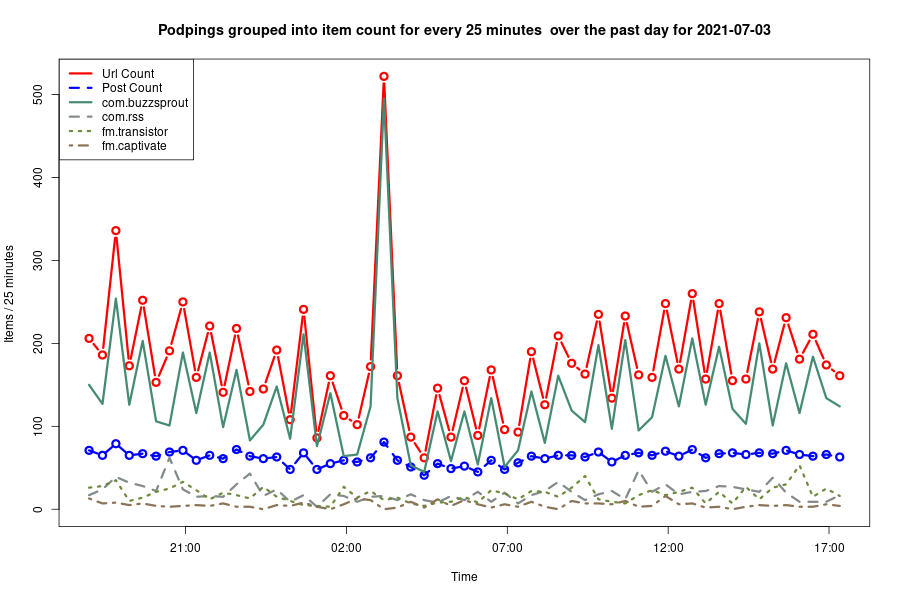 Podpings grouped into item count for every 25 minutes  over the past day for 2021-07-03
Url Count
Post Count
com.buzzsprout
com.rss
fm.transistor
fm.captivate
500
400
300
200
100
0
Items / 25 minutes
21:00 02:00 07:00 12:00 17:00
Time